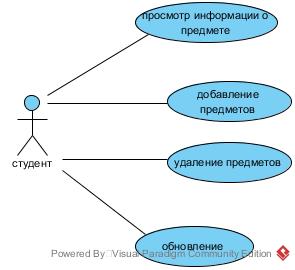 просмотр информации о
предмете
добавление
предметов
студент
удаление предметов
обновление
Powered By Visual Paradigm Community Edition